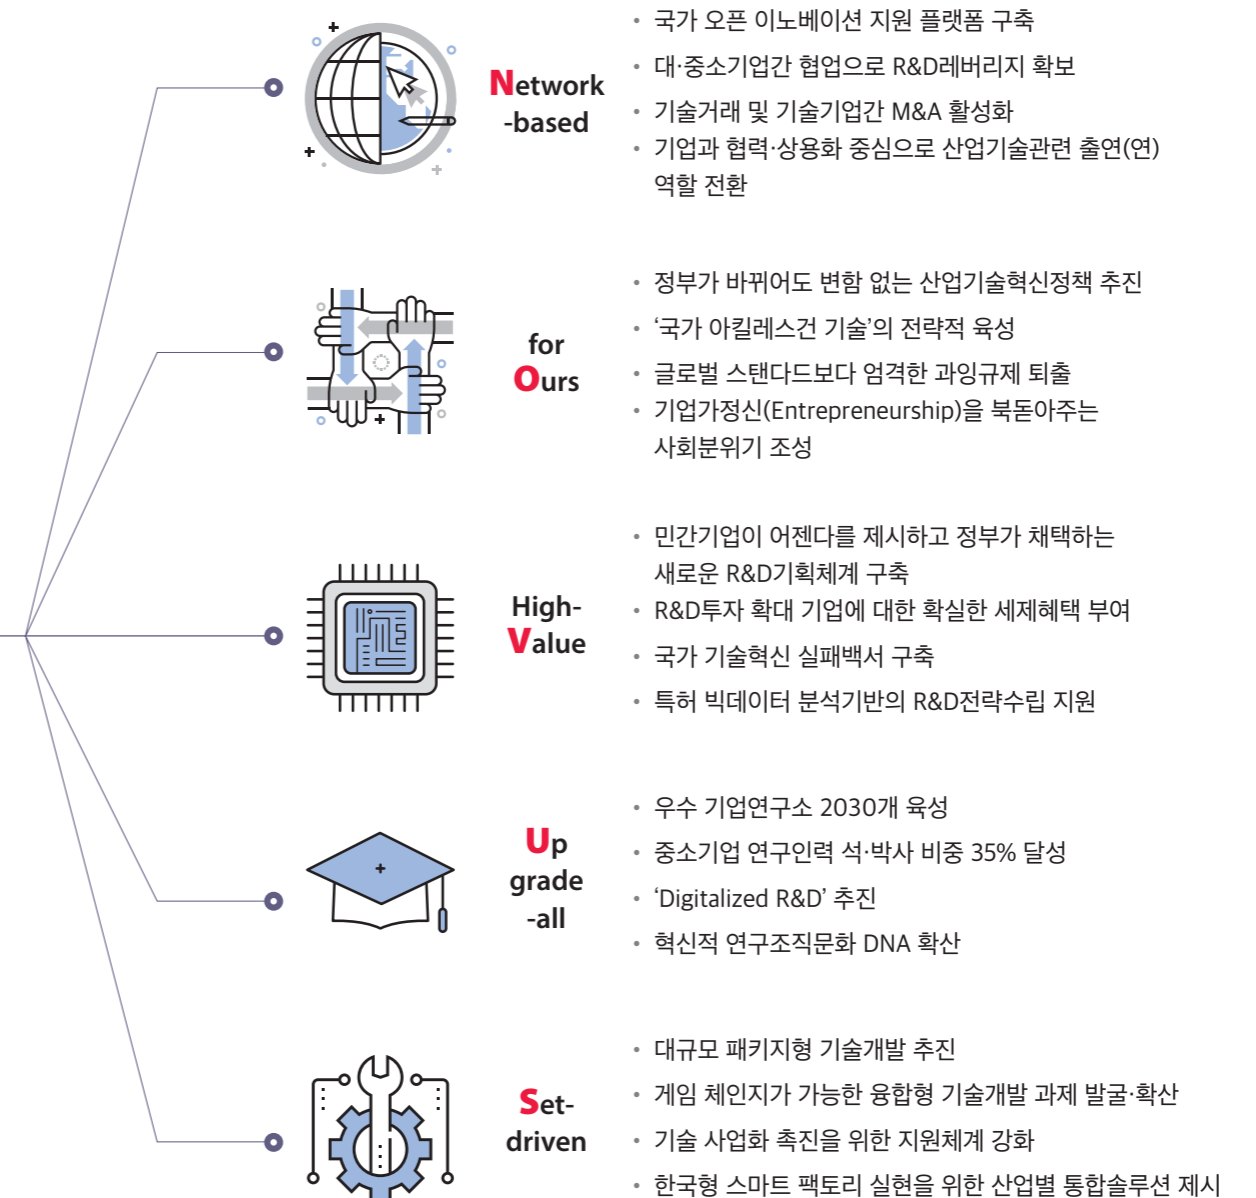 Network
-based
• 국가 오픈 이노베이션 지원 플랫폼 구축
• 대·중소기업간 협업으로 R&D레버리지 확보
• 기술거래 및 기술기업간 M&A 활성화
• 기업과 협력·상용화 중심으로 산업기술관련 출연(연)
역할 전환
for
Ours
• 정부가 바뀌어도 변함 없는 산업기술혁신정책 추진
• ‘국가 아킬레스건 기술’의 전략적 육성
• 글로벌 스탠다드보다 엄격한 과잉규제 퇴출
• 기업가정신(Entrepreneurship)을 북돋아주는
사회분위기 조성
High-
Value
• 민간기업이 어젠다를 제시하고 정부가 채택하는
새로운 R&D기획체계 구축
• R&D투자 확대 기업에 대한 확실한 세제혜택 부여
• 국가 기술혁신 실패백서 구축
• 특허 빅데이터 분석기반의 R&D전략수립 지원
Up
grade
-all
• 우수 기업연구소 2030개 육성
• 중소기업 연구인력 석·박사 비중 35% 달성
• ‘Digitalized R&D’ 추진
• 혁신적 연구조직문화 DNA 확산
Set-
driven
• 대규모 패키지형 기술개발 추진
• 게임 체인지가 가능한 융합형 기술개발 과제 발굴·확산
• 기술 사업화 촉진을 위한 지원체계 강화
• 한국형 스마트 팩토리 실현을 위한 산업별 통합솔루션 제시